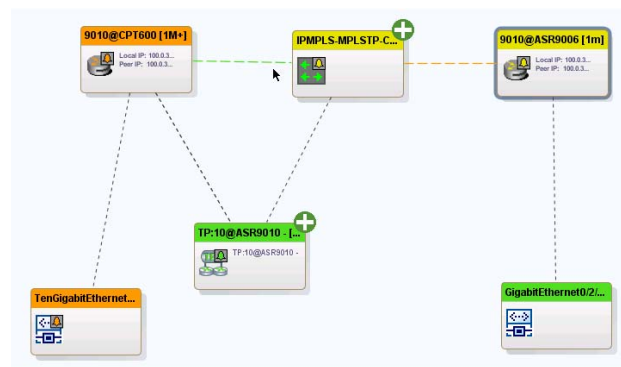 9010@CPT600 [1M+]
Local IP: 100.0.3...
Peer IP: 100.0.3...
IPMPLS-MPLSTP-C...
9010@ASR9006 [1m]
Local IP: 100.0.3...
Peer IP: 100.0.3...
TP:10@ASR9010 - [...
TP:10@ASR9010 -
TenGigabitEthernet...
GigabitEthernet0/2/...